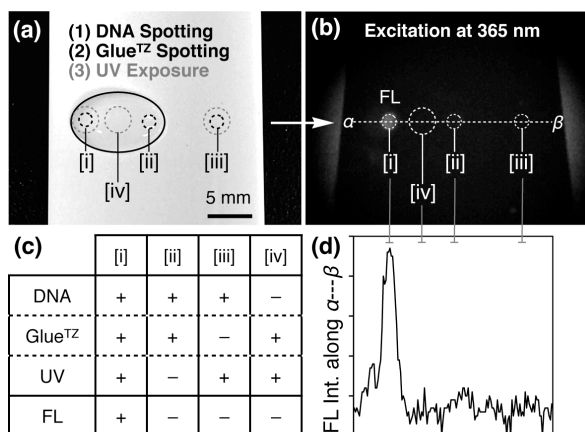 (a)
(1) DNA Spotting
(2) Glue^TZ Spotting
(3) UV Exposure
[i]
[ii]
[iii]
[iv]
5 mm
(b)
Excitation at 365 nm
FL
α
β
[i]
[ii]
[iii]
[iv]
(c)
[i] [ii] [iii] [iv]
DNA + + + –
Glue^TZ + + – +
UV + – + +
FL + – – –
(d)
FL Int. along α---β